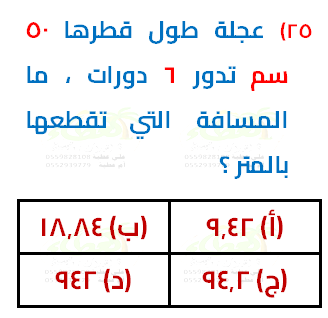 ٢٥) عجلة طول قطرها ٥٠
سم تدور ٦ دورات ، ما
المسافة التي تقطعها
بالمتر ؟
(أ) ٩,٤٢ (ب) ١٨,٨٤
(ج) ٩٤,٢ (د) ٩٤٢